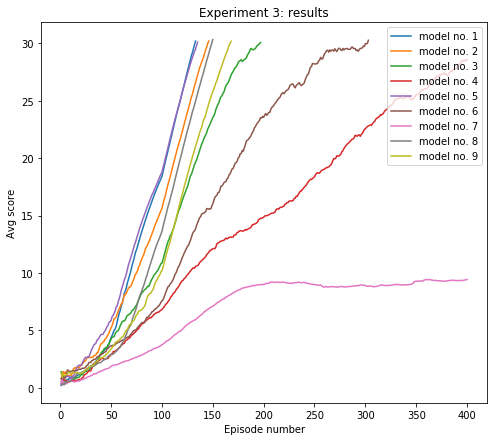 Experiment 3: results
30
25
20
15
10
5
0
Avg score
0 50 100 150 200 250 300 350 400
Episode number
model no. 1
model no. 2
model no. 3
model no. 4
model no. 5
model no. 6
model no. 7
model no. 8
model no. 9